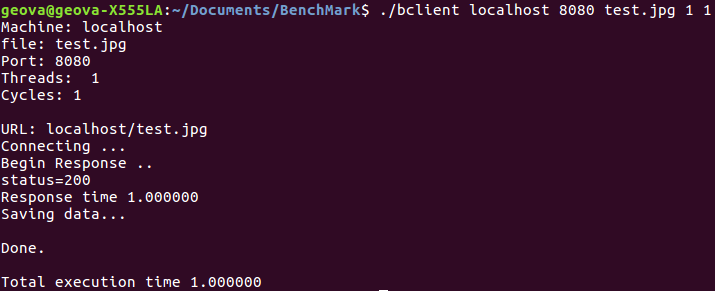 geova@geova-X555LA:~/Documents/BenchMark$ ./bclient localhost 8080 test.jpg 1 1
Machine: localhost
file: test.jpg
Port: 8080
Threads:  1
Cycles: 1
URL: localhost/test.jpg
Connecting ...
Begin Response ..
status=200
Response time 1.000000
Saving data...
Done.
Total execution time 1.000000